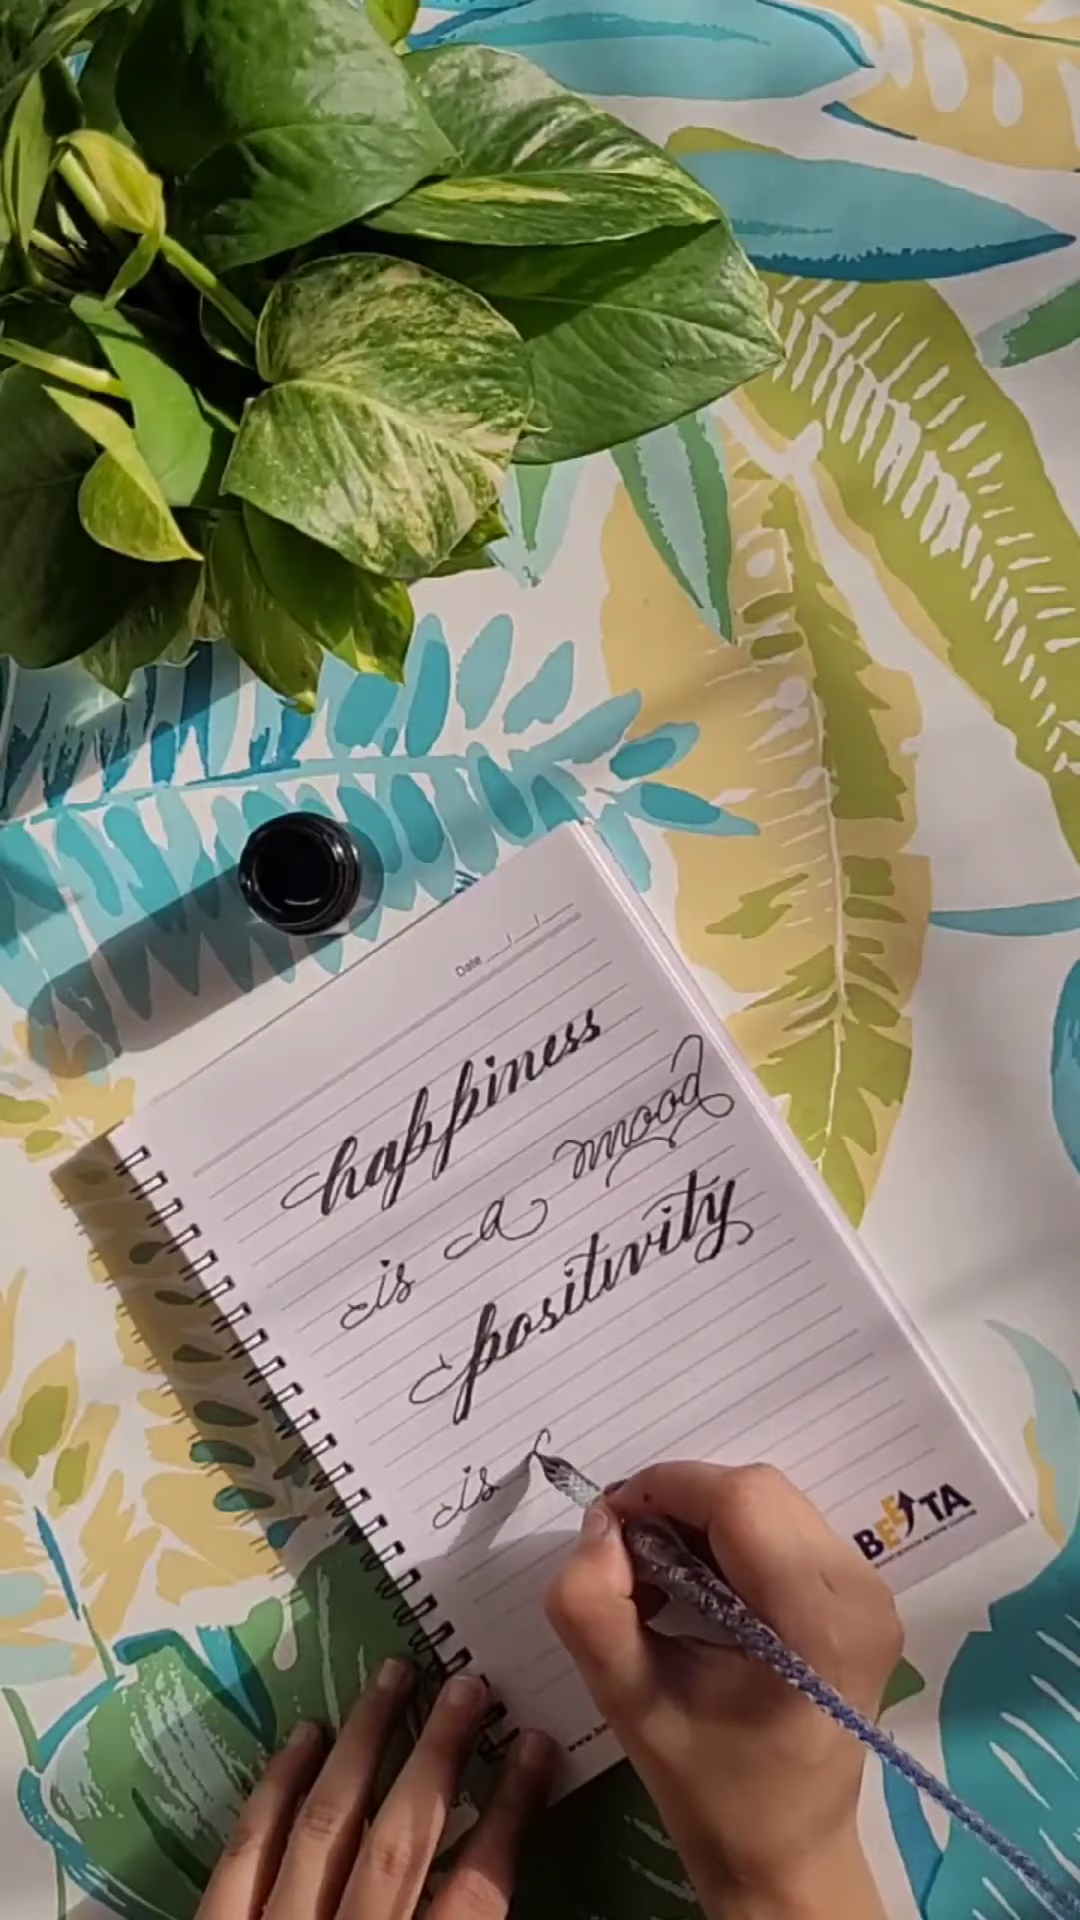 Date
happiness
is a mood
positivity
is
BEETA